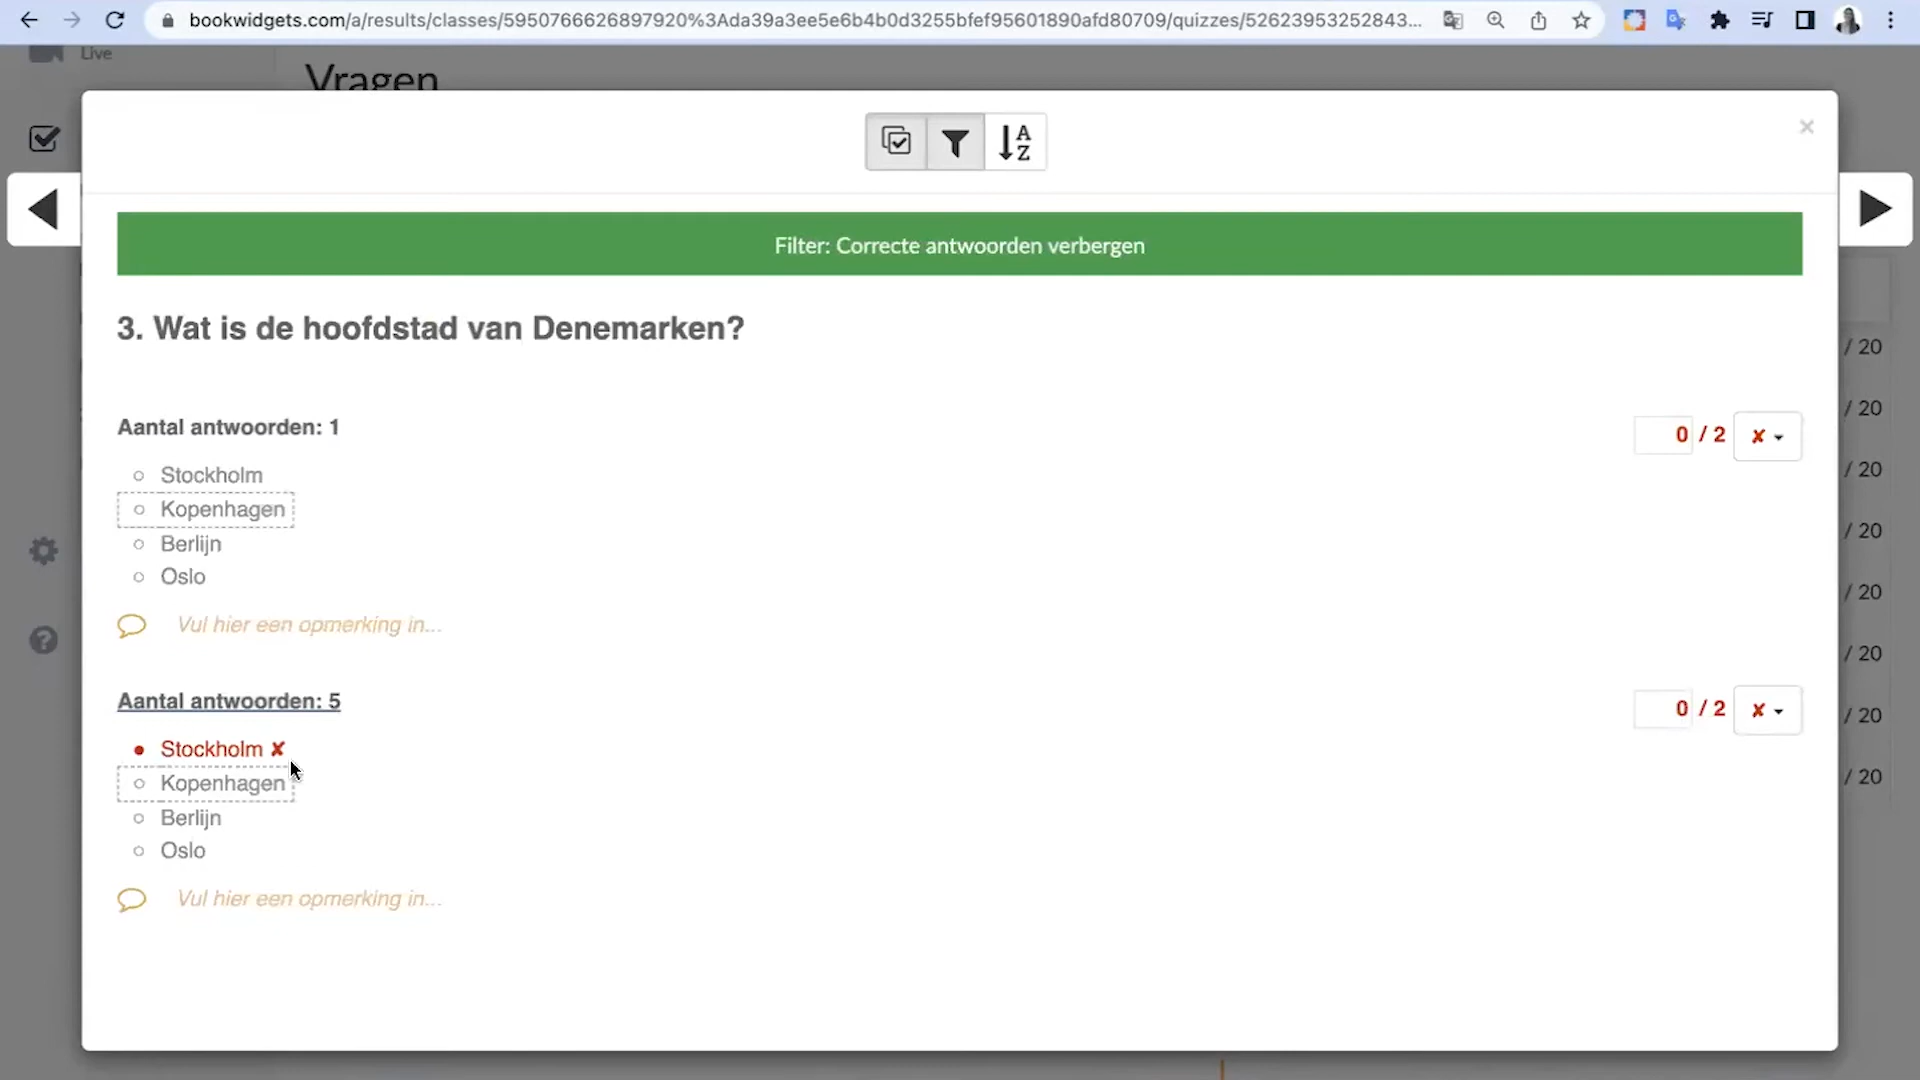 bookwidgets.com/a/results/classes/5950766626897920%3Ada39a3ee5e6b4b0d3255bfef95601890afd80709/quizzes/52623953252843...
Live
Vragen
A
Z
×
Filter: Correcte antwoorden verbergen
3. Wat is de hoofdstad van Denemarken?
/ 20
/ 20
Aantal antwoorden: 1
0 / 2 ✘
Stockholm
/ 20
Kopenhagen
/ 20
Berlijn
Oslo
/ 20
Vul hier een opmerking in...
/ 20
Aantal antwoorden: 5
0 / 2 ✘
/ 20
Stockholm ✘
Kopenhagen
/ 20
Berlijn
Oslo
Vul hier een opmerking in...